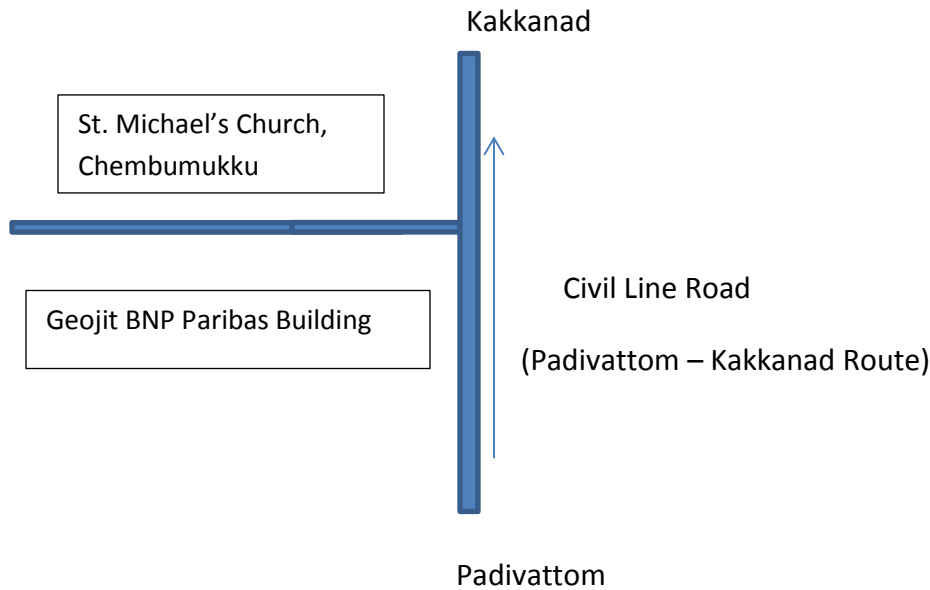 Kakkanad
St. Michael’s Church,
Chembumukku
Civil Line Road
Geojit BNP Paribas Building
(Padivattom – Kakkanad Route)
Padivattom